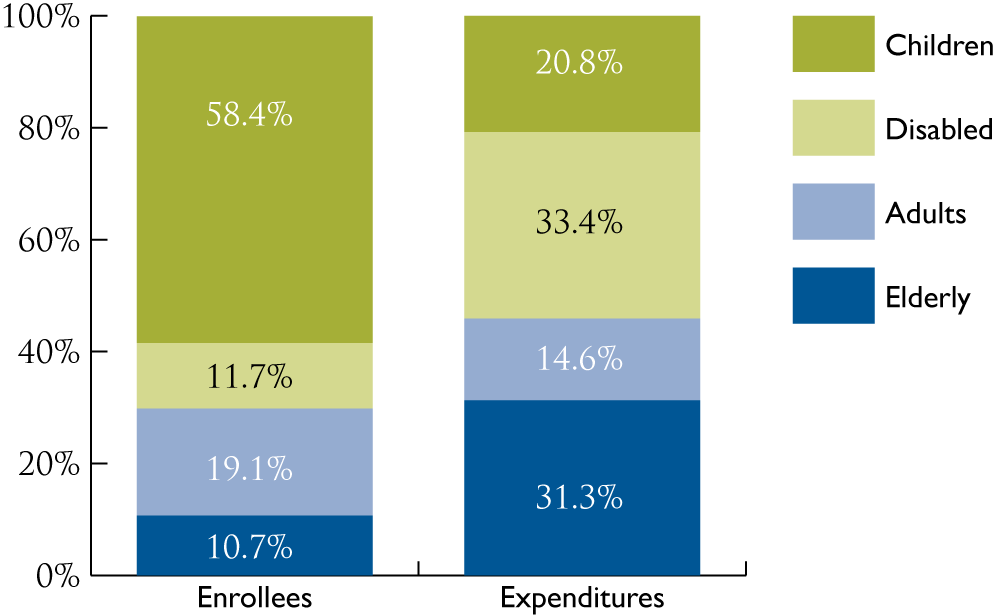 100%
80%
60%
40%
20%
0%
58.4%
11.7%
19.1%
10.7%
20.8%
33.4%
14.6%
31.3%
Enrollees
Expenditures
Children
Disabled
Adults
Elderly